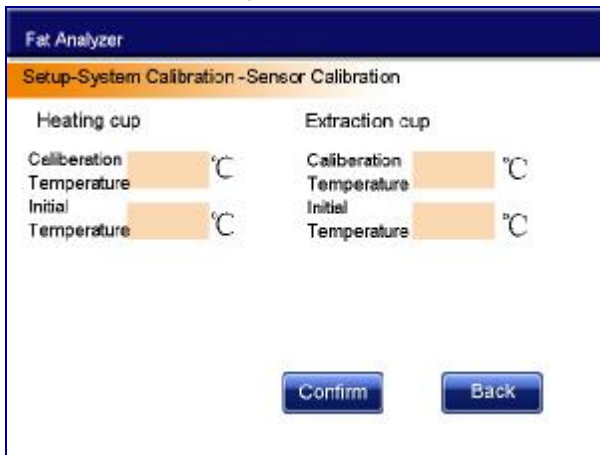 Fat Analyzer
Setup-System Calibration -Sensor Calibration
Heating cup
Extraction cup
Caliberation
Temperature
℃
Caliberation
Temperature
℃
Initial
Temperature
℃
Initial
Temperature
℃
Confirm
Back